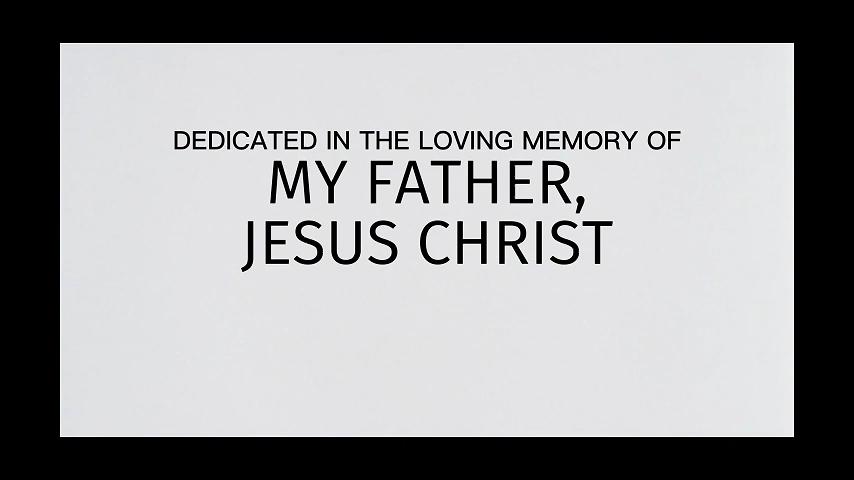 DEDICATED IN THE LOVING MEMORY OF
MY FATHER,
JESUS CHRIST